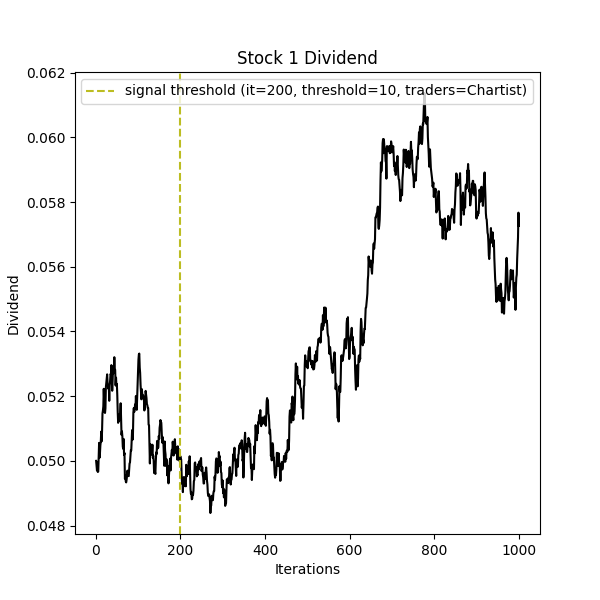 Stock 1 Dividend
signal threshold (it=200, threshold=10, traders=Chartist)
0.062
0.060
0.058
0.056
0.054
0.052
0.050
0.048
Dividend
0 200 400 600 800 1000
Iterations